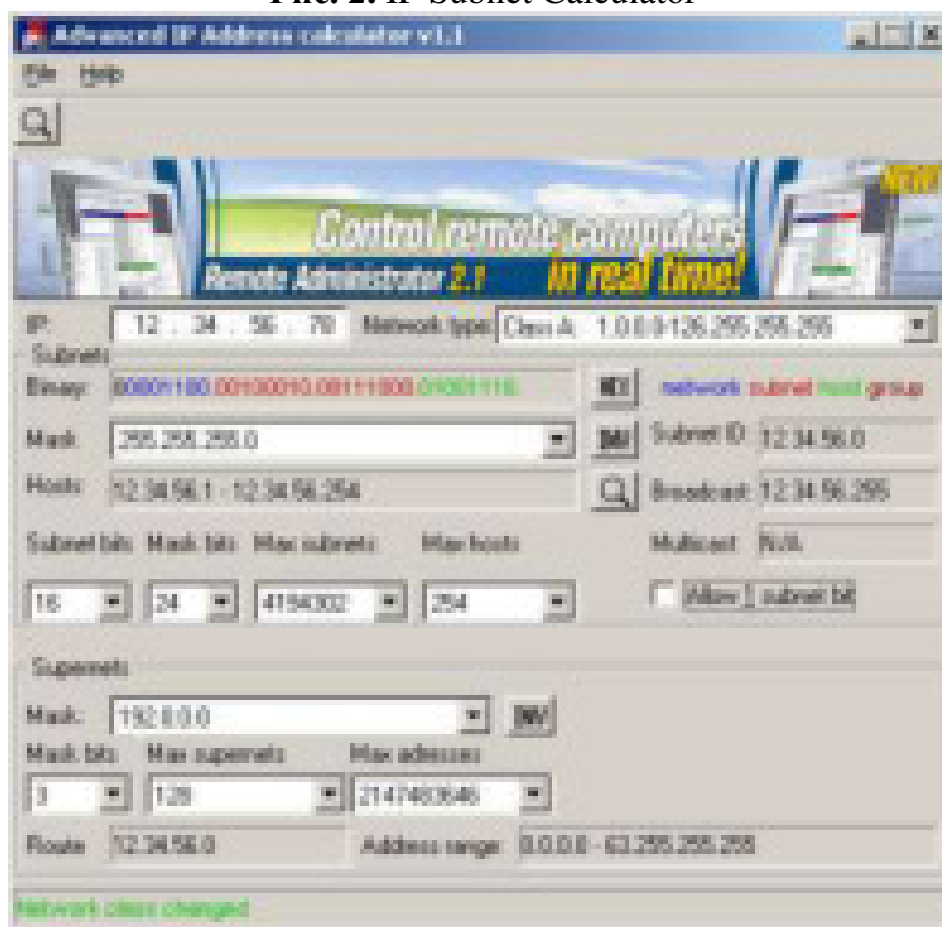 Рис. 2. IP Subnet Calculator
Advanced IP Address calculator v1.1
File Help
NEW!
Control remote computers
Remote Administrator 2.1 in real time!
IP 12 . 34 . 56 . 78 Network type: Class A: 1.0.0.0-126.255.255.255
Subnets
Binary: 00001100.00100010.00111000.01001110. HEX network subnet host group
Mask 255.255.255.0 INV Subnet ID 12.34.56.0
Hosts 12.34.56.1 - 12.34.56.254 Broadcast 12.34.56.255
Subnet bits Mask bits Max subnets Max hosts Multicast N/A
16 24 4194302 254 Allow 1 subnet bit
Supernets
Mask: 192.0.0.0 INV
Mask bits Max supernets Max adresses
3 128 2147483646
Route 12.34.56.0 Address range 0.0.0.0 - 63.255.255.255
Network class changed